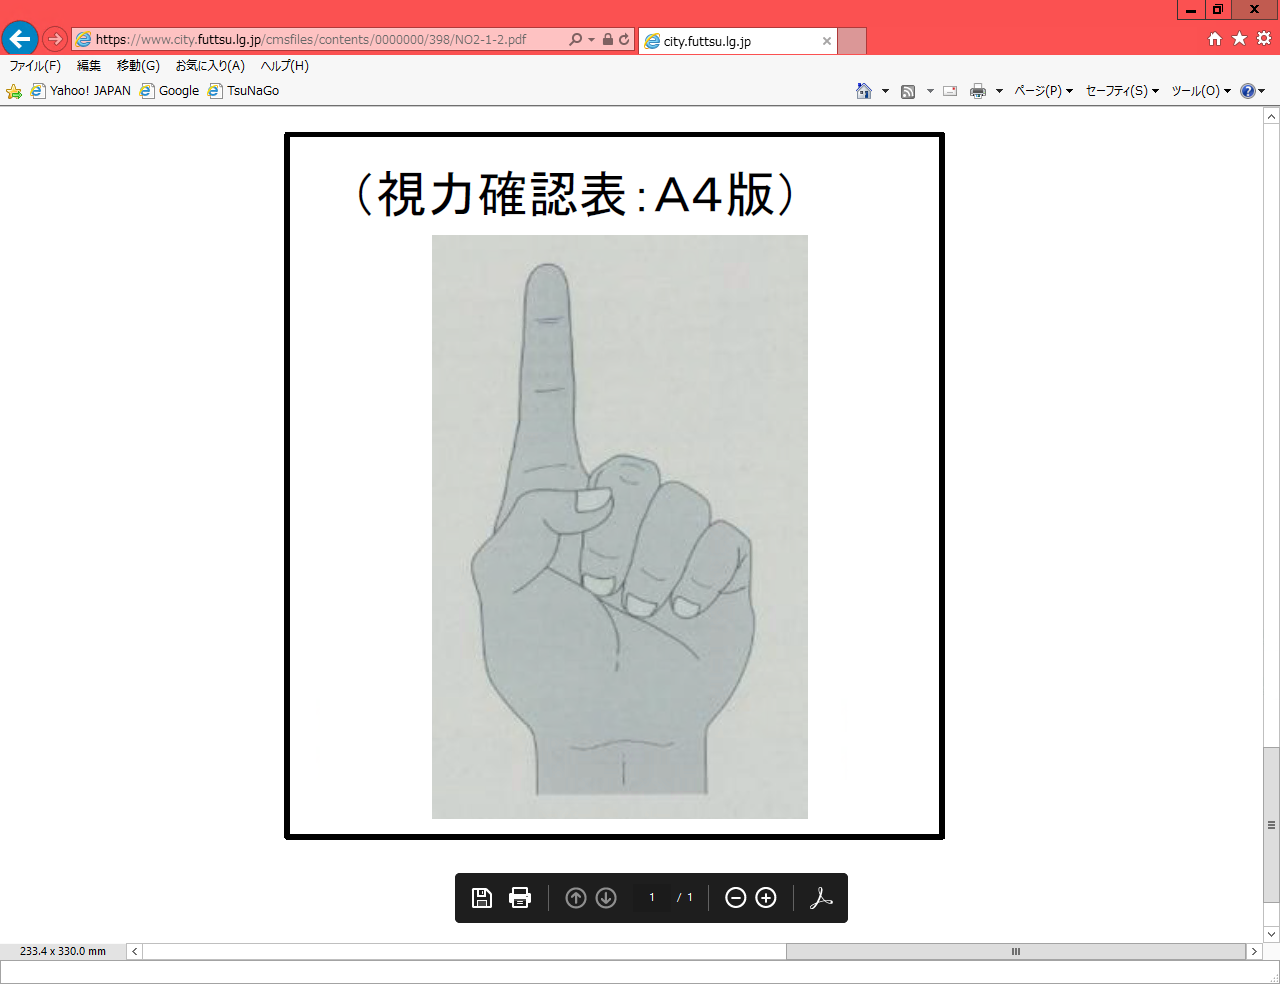 https://www.city.futtsu.lg.jp/cmsfiles/contents/0000000/398/NO2-1-2.pdf
city.futtsu.lg.jp
ファイル(F) 編集 移動(G) お気に入り(A) ヘルプ(H)
Yahoo! JAPAN Google TsuNaGo
ページ(P) セーフティ(S) ツール(O)
（視力確認表：Ａ４版）
1 / 1
233.4 x 330.0 mm